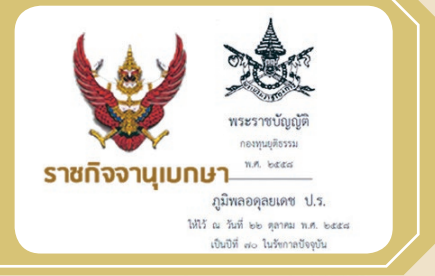 พระราชบัญญัติ
กองทุนยุติธรรม
พ.ศ. ๒๕๕๘
ราชกิจจานุเบกษา
ภูมิพลอดุลยเดช ป.ร.
ให้ไว้ ณ วันที่ ๒๒ ตุลาคม พ.ศ. ๒๕๕๘
เป็นปีที่ ๗๐ ในรัชกาลปัจจุบัน